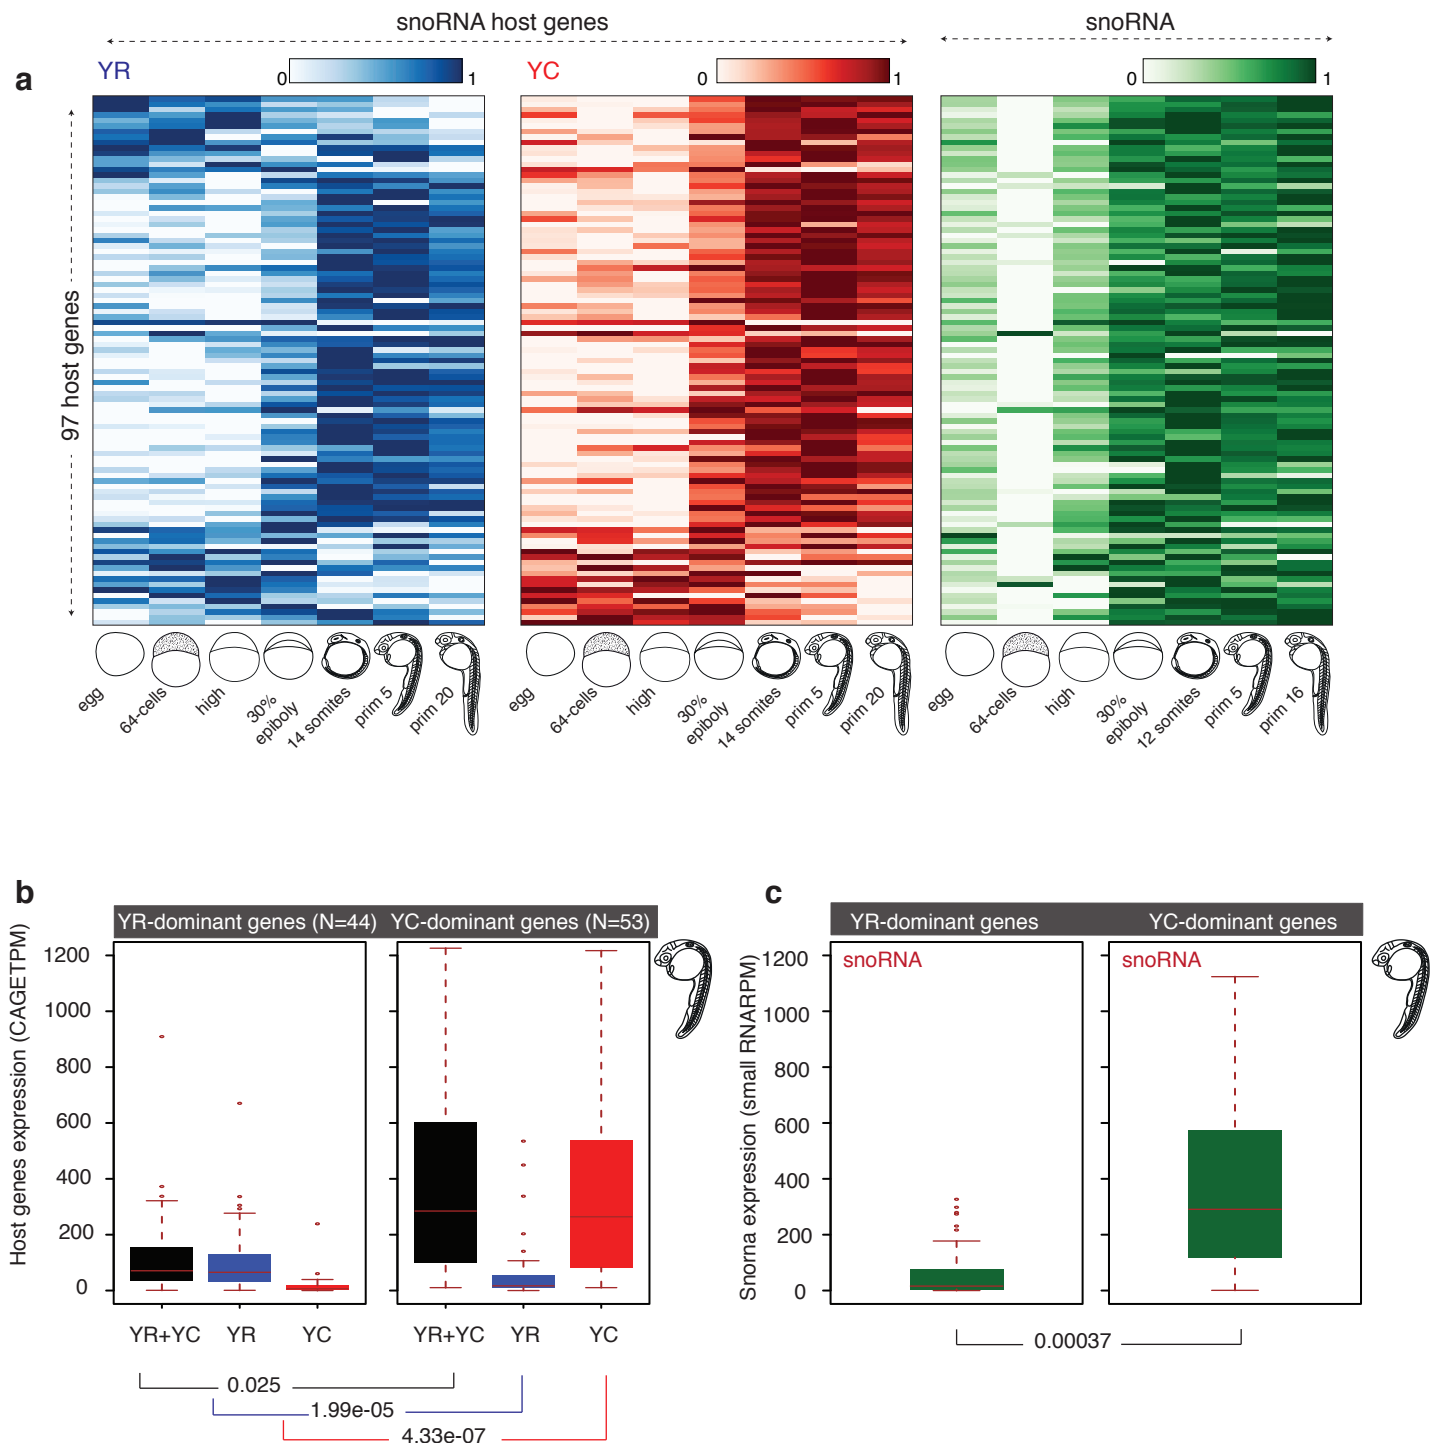 snoRNA host genes
snoRNA
a
YR
0
1
YC
0
1
0
1
97 host genes
egg
64-cells
high
30%
epiboly
14 somites
prim 5
prim 20
egg
64-cells
high
30%
epiboly
14 somites
prim 5
prim 20
egg
64-cells
high
30%
epiboly
12 somites
prim 5
prim 16
b
YR-dominant genes (N=44)
YC-dominant genes (N=53)
Host genes expression (CAGETPM)
1200
1000
800
600
400
200
0
YR+YC
YR
YC
YR+YC
YR
YC
0.025
1.99e-05
4.33e-07
c
YR-dominant genes
YC-dominant genes
snoRNA
snoRNA
Snorna expression (small RNARPM)
1200
1000
800
600
400
200
0
0.00037